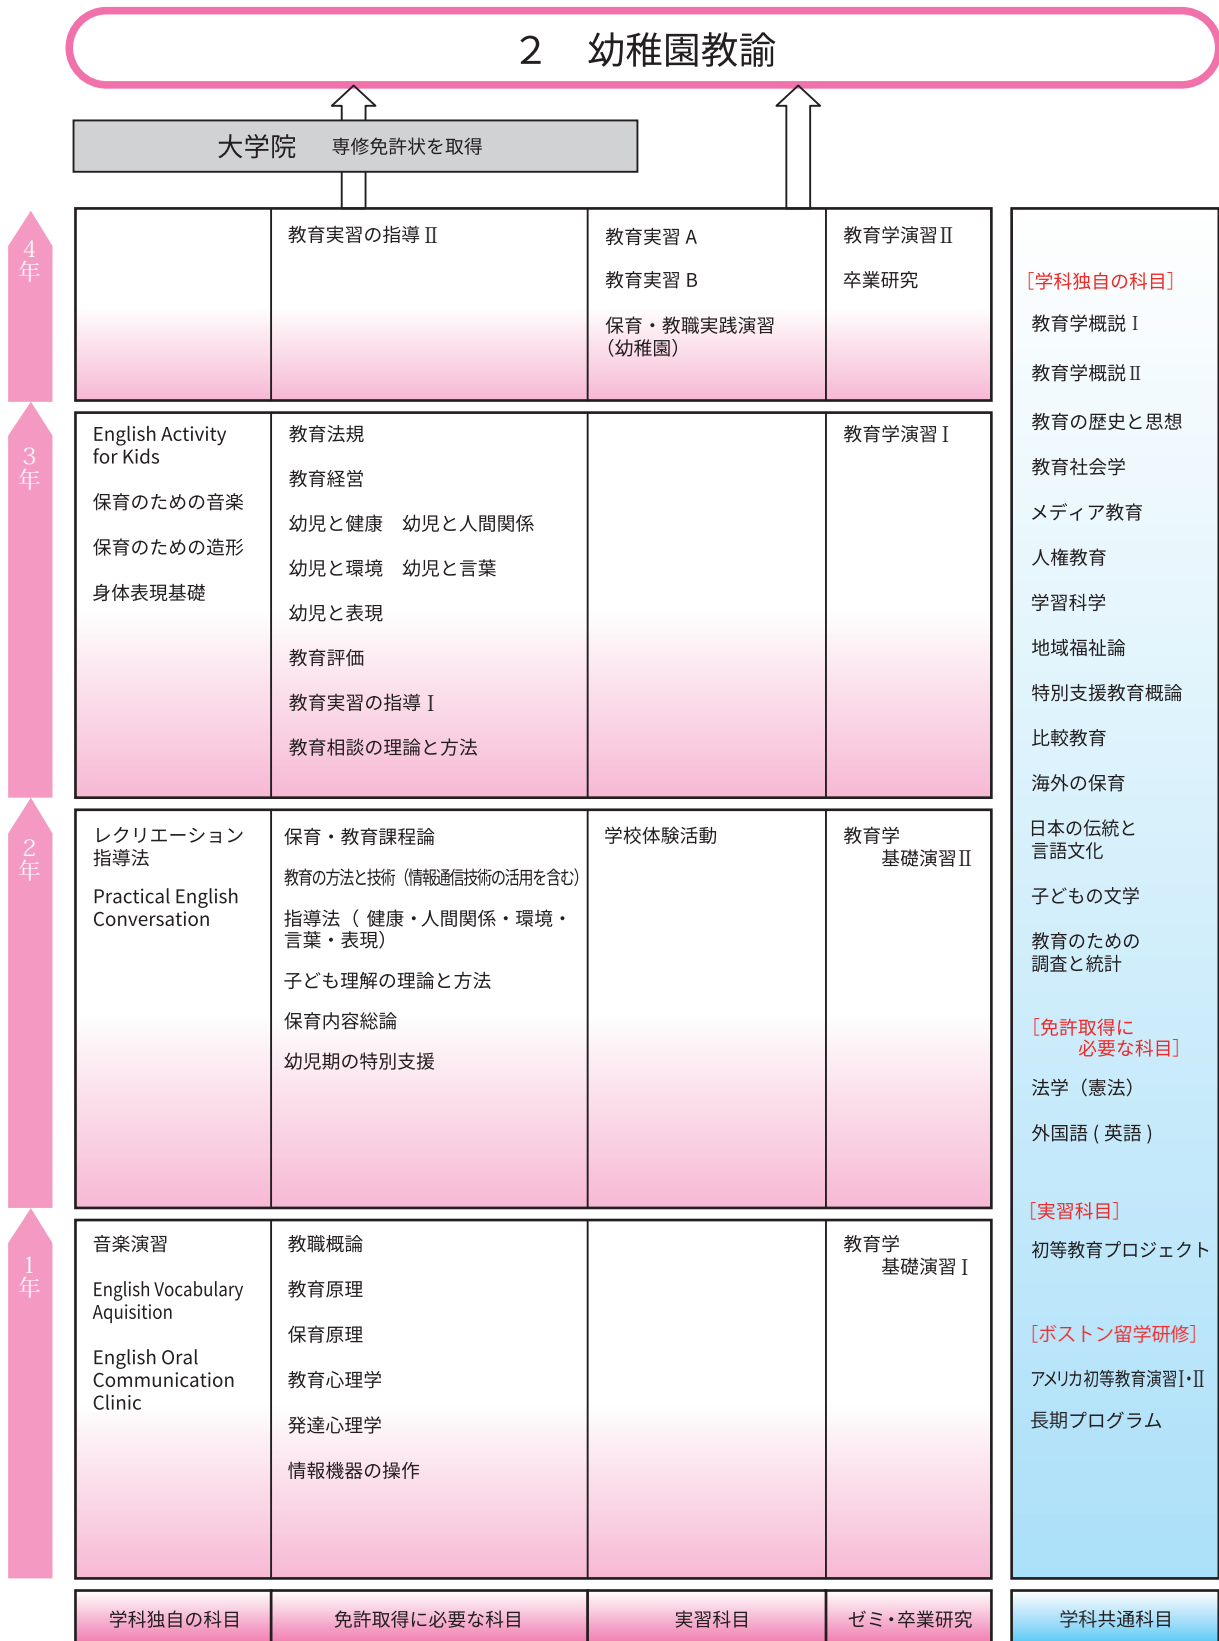 ２　幼稚園教諭
大学院　専修免許状を取得
4年
教育実習の指導Ⅱ
教育実習 A
教育実習 B
保育・教職実践演習
（幼稚園）
教育学演習Ⅱ
卒業研究
3年
English Activity
for Kids
保育のための音楽
保育のための造形
身体表現基礎
教育法規
教育経営
幼児と健康　幼児と人間関係
幼児と環境　幼児と言葉
幼児と表現
教育評価
教育実習の指導Ⅰ
教育相談の理論と方法
教育学演習Ⅰ
2年
レクリエーション
指導法
Practical English
Conversation
保育・教育課程論
教育の方法と技術（情報通信技術の活用を含む）
指導法（ 健康・人間関係・環境・
言葉・表現）
子ども理解の理論と方法
保育内容総論
幼児期の特別支援
学校体験活動
教育学
基礎演習Ⅱ
1年
音楽演習
English Vocabulary
Aquisition
English Oral
Communication
Clinic
教職概論
教育原理
保育原理
教育心理学
発達心理学
情報機器の操作
教育学
基礎演習Ⅰ
学科独自の科目
免許取得に必要な科目
実習科目
ゼミ・卒業研究
［学科独自の科目］
教育学概説Ⅰ
教育学概説Ⅱ
教育の歴史と思想
教育社会学
メディア教育
人権教育
学習科学
地域福祉論
特別支援教育概論
比較教育
海外の保育
日本の伝統と
言語文化
子どもの文学
教育のための
調査と統計
［免許取得に
必要な科目］
法学（憲法）
外国語 ( 英語 )
［実習科目］
初等教育プロジェクト
［ボストン留学研修］
アメリカ初等教育演習Ⅰ・Ⅱ
長期プログラム
学科共通科目